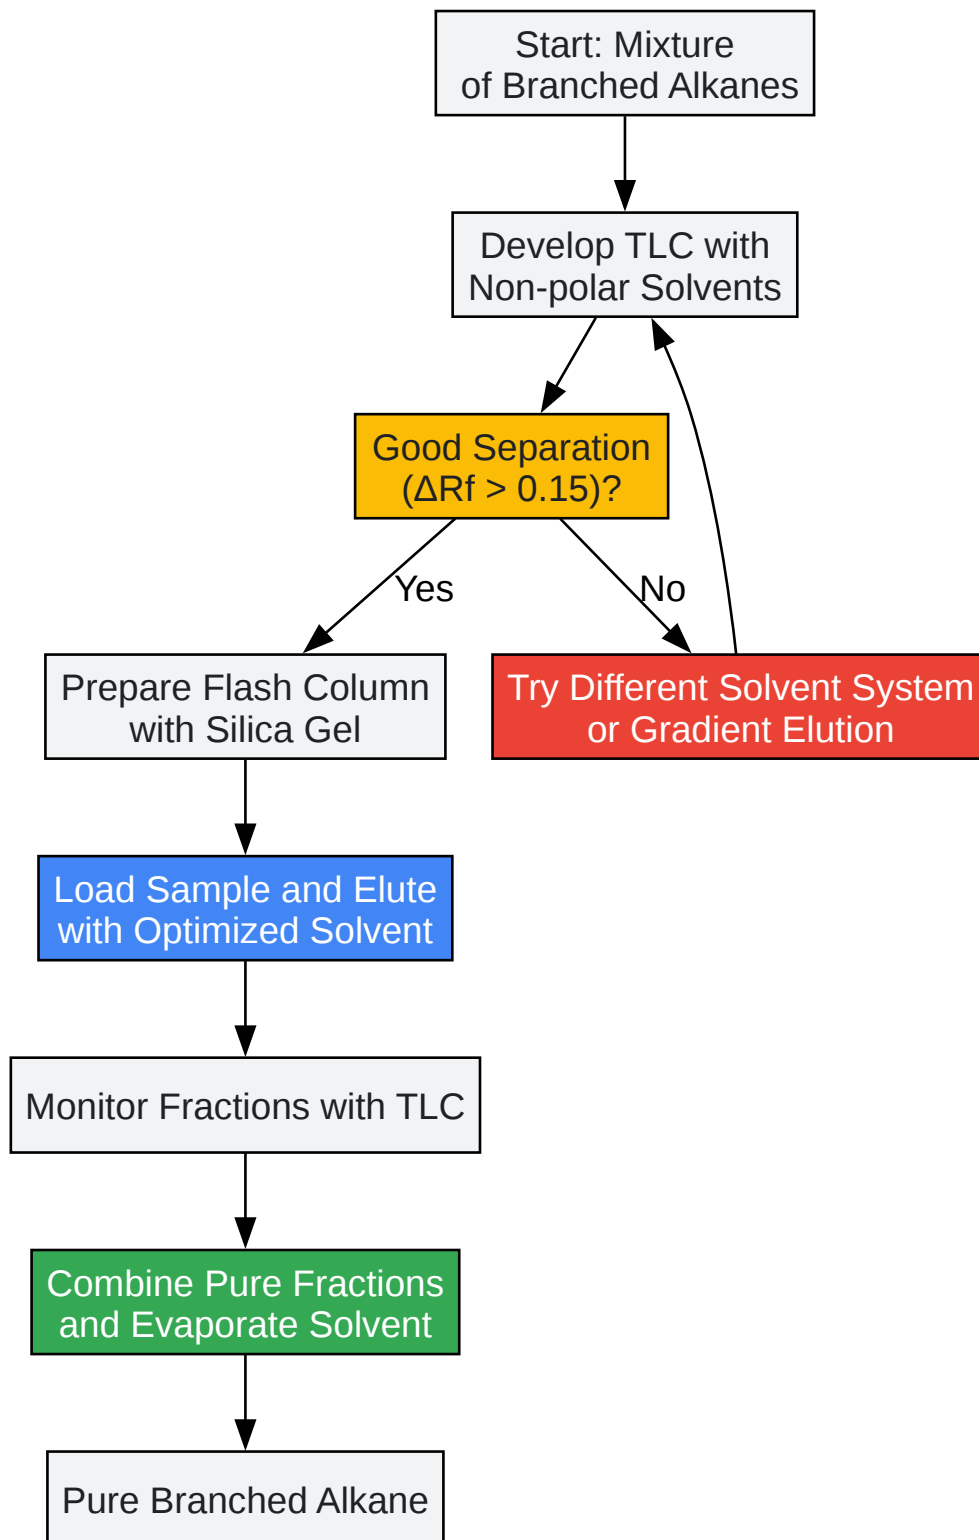 Start: Mixture
of Branched Alkanes
Develop TLC with
Non-polar Solvents
Good Separation
(ΔRf > 0.15)?
Yes
No
Prepare Flash Column
with Silica Gel
Try Different Solvent System
or Gradient Elution
Load Sample and Elute
with Optimized Solvent
Monitor Fractions with TLC
Combine Pure Fractions
and Evaporate Solvent
Pure Branched Alkane